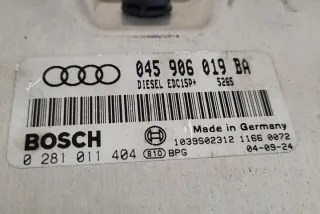 045 906 019 BA
DIESEL EDC15P+ 5265
BOSCH
Made in Germany
1039S02312 1166 0072
0 281 011 404 810 BPG 04-09-24